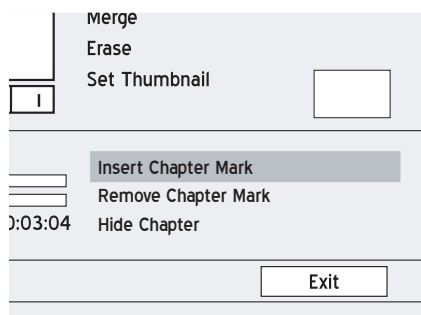 Merge
Erase
Set Thumbnail
I
Insert Chapter Mark
Remove Chapter Mark
:03:04 Hide Chapter
Exit